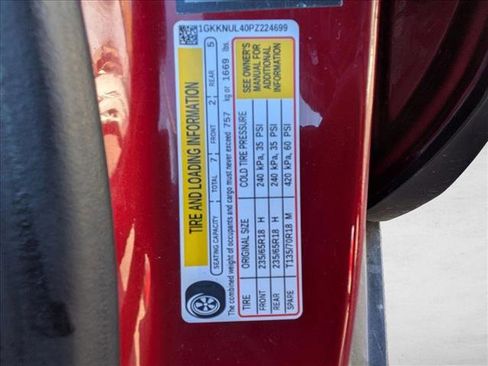 1GKKNUL40PZ224699
TIRE AND LOADING INFORMATION
SEATING CAPACITY TOTAL 7 FRONT 2 REAR 5
The combined weight of occupants and cargo must never exceed 757 kg or 1669 lbs.
TIRE ORIGINAL SIZE COLD TIRE PRESSURE
FRONT 235/65R18 H 240 kPa, 35 PSI
REAR 235/65R18 H 240 kPa, 35 PSI
SPARE T135/70R18 M 420 kPa, 60 PSI
SEE OWNER'S
MANUAL FOR
ADDITIONAL
INFORMATION